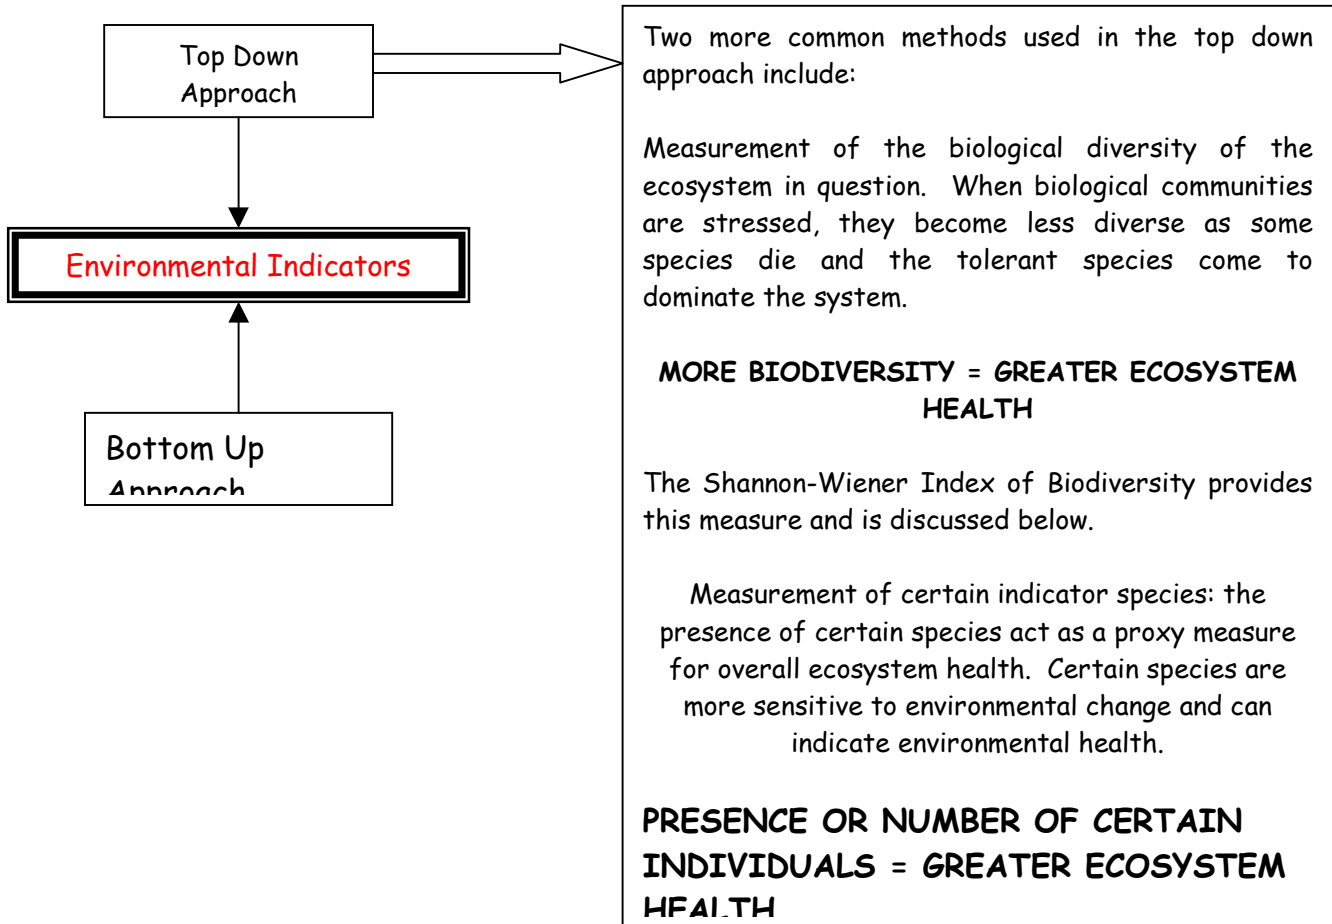 Top Down
Approach
Environmental Indicators
Bottom Up
Approach
Two more common methods used in the top down
approach include:
Measurement of the biological diversity of the
ecosystem in question. When biological communities
are stressed, they become less diverse as some
species die and the tolerant species come to
dominate the system.
MORE BIODIVERSITY = GREATER ECOSYSTEM
HEALTH
The Shannon-Wiener Index of Biodiversity provides
this measure and is discussed below.
Measurement of certain indicator species: the
presence of certain species act as a proxy measure
for overall ecosystem health. Certain species are
more sensitive to environmental change and can
indicate environmental health.
PRESENCE OR NUMBER OF CERTAIN
INDIVIDUALS = GREATER ECOSYSTEM
HEALTH